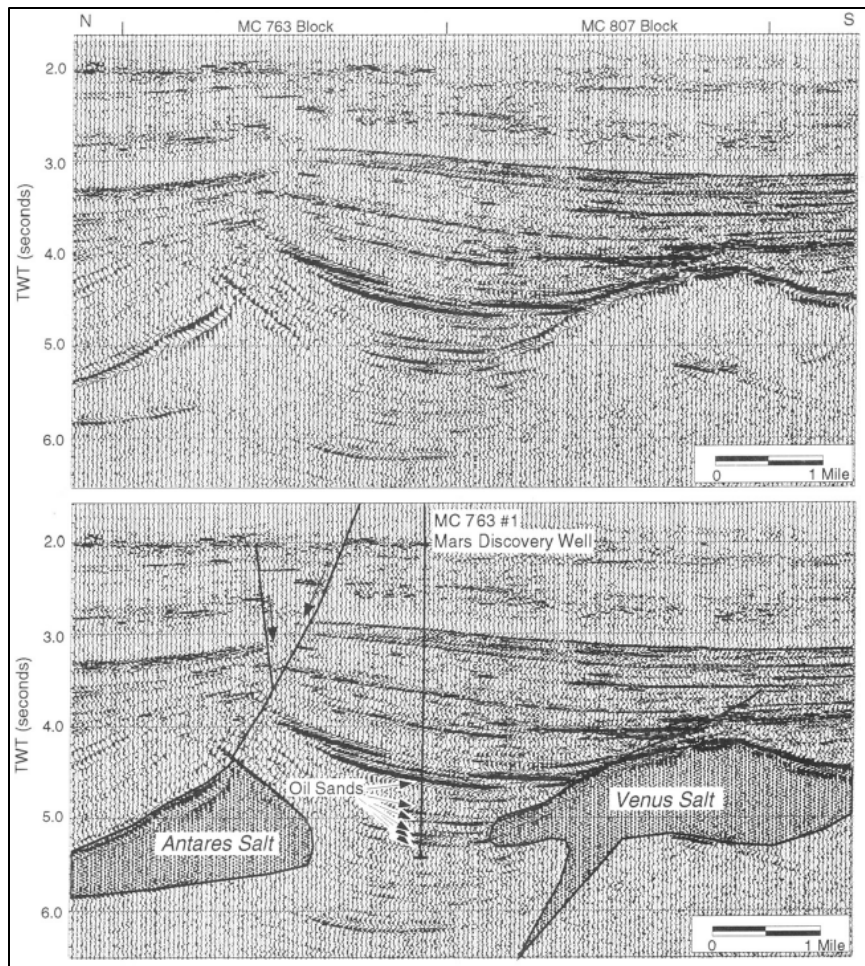 N MC 763 Block MC 807 Block S
2.0
3.0
4.0
5.0
6.0
TWT (seconds)
0 1 Mile
MC 763 #1
Mars Discovery Well
2.0
3.0
4.0
5.0
6.0
TWT (seconds)
Oil Sands
Venus Salt
Antares Salt
0 1 Mile